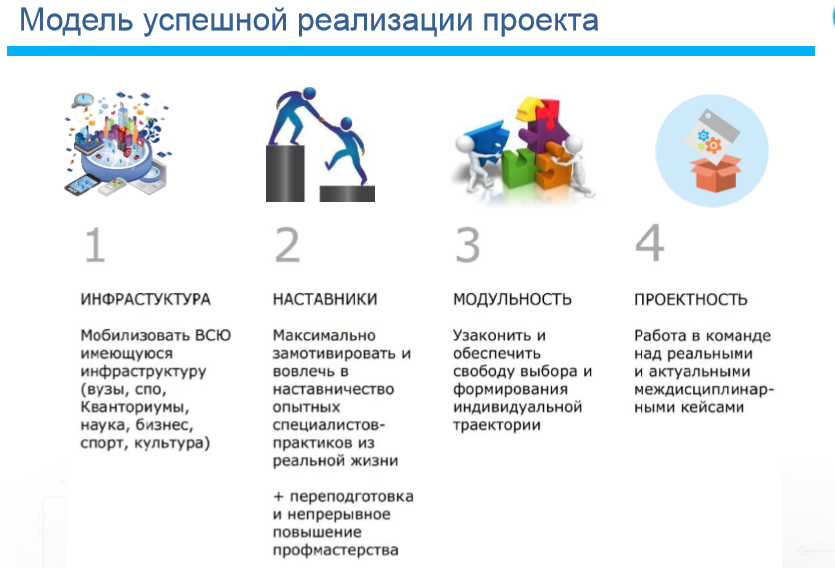 Модель успешной реализации проекта
1
ИНФРАСТУКТУРА
Мобилизовать ВСЮ
имеющуюся
инфраструктуру
(вузы, спо,
Кванториумы,
наука, бизнес,
спорт, культура)
2
НАСТАВНИКИ
Максимально
замотивировать и
вовлечь в
наставничество
опытных
специалистов-
практиков из
реальной жизни
+ переподготовка
и непрерывное
повышение
профмастерства
3
МОДУЛЬНОСТЬ
Узаконить и
обеспечить
свободу выбора и
формирования
индивидуальной
траектории
4
ПРОЕКТНОСТЬ
Работа в команде
над реальными
и актуальными
междисциплинар-
ными кейсами